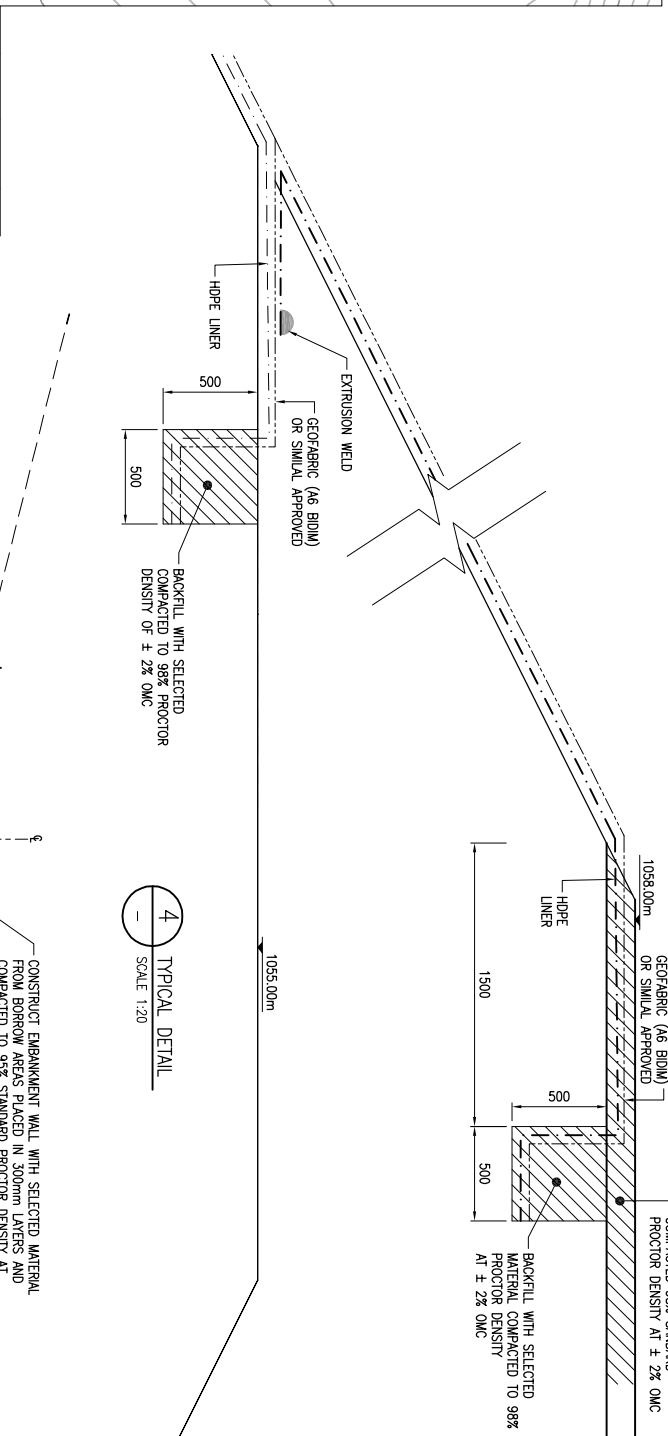 1058.00m
GEOFABRIC (A6 BIDIM)
OR SIMILAL APPROVED
PROCTOR DENSITY AT ± 2% OMC
HDPE
LINER
1500
500
500
BACKFILL WITH SELECTED
MATERIAL COMPACTED TO 98%
PROCTOR DENSITY
AT ± 2% OMC
EXTRUSION WELD
GEOFABRIC (A6 BIDIM)
OR SIMILAL APPROVED
HDPE LINER
500
500
BACKFILL WITH SELECTED
COMPACTED TO 98% PROCTOR
DENSITY OF ± 2% OMC
1055.00m
4
-
TYPICAL DETAIL
SCALE 1:20
CONSTRUCT EMBANKMENT WALL WITH SELECTED MATERIAL
FROM BORROW AREAS PLACED IN 300mm LAYERS AND
COMPACTED TO 95% STANDARD PROCTOR DENSITY AT